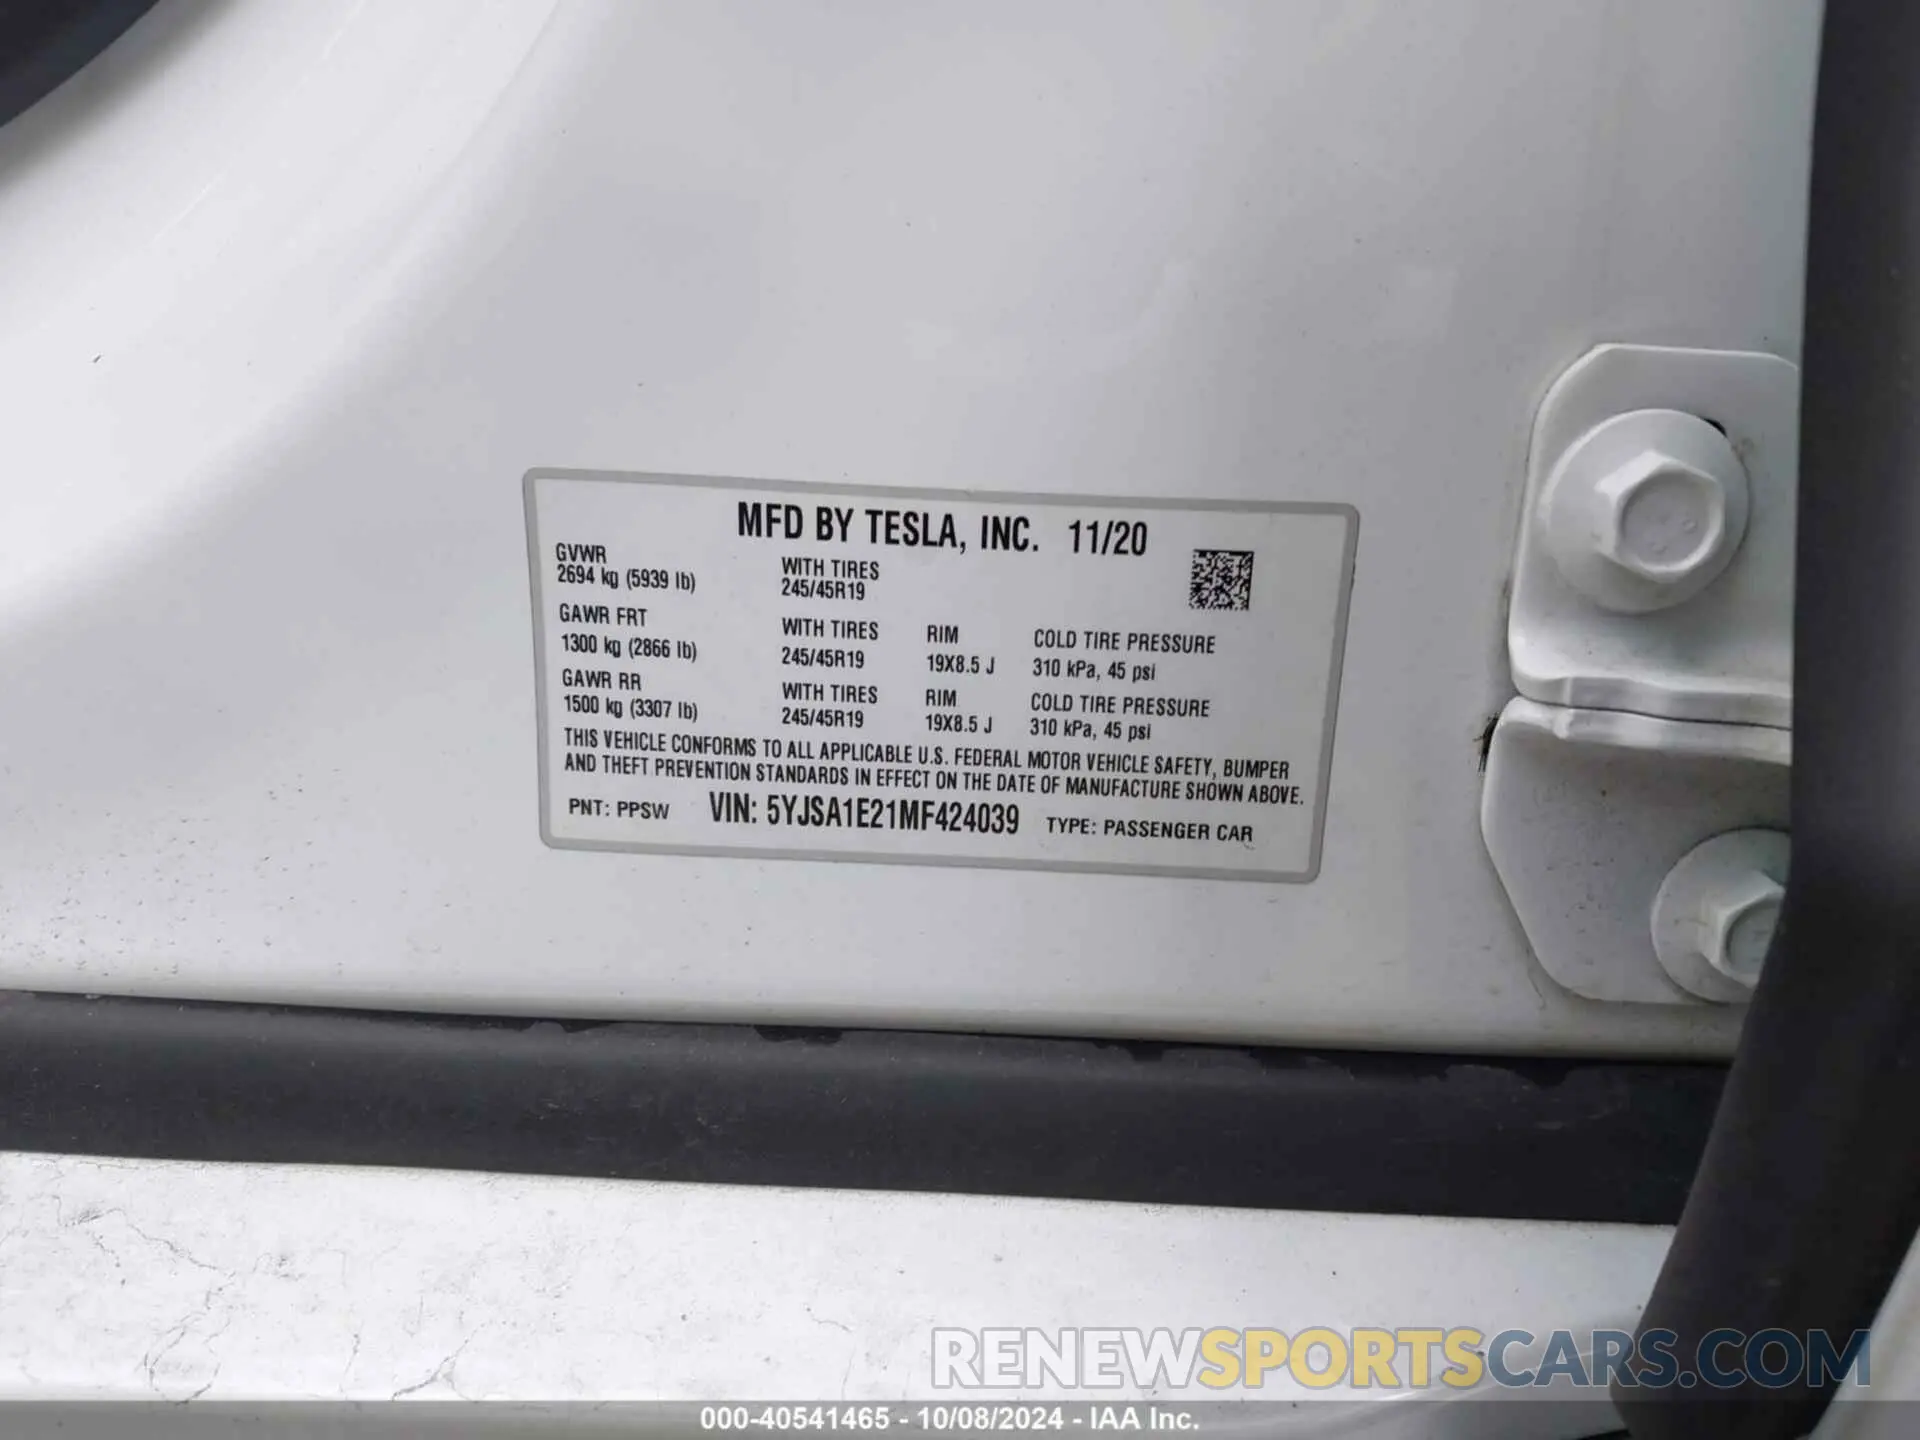 MFD BY TESLA, INC. 11/20
GVWR
2694 kg (5939 lb)
WITH TIRES
245/45R19
GAWR FRT
1300 kg (2866 lb)
WITH TIRES
245/45R19
RIM
19X8.5 J
COLD TIRE PRESSURE
310 kPa, 45 psi
GAWR RR
1500 kg (3307 lb)
WITH TIRES
245/45R19
RIM
19X8.5 J
COLD TIRE PRESSURE
310 kPa, 45 psi
THIS VEHICLE CONFORMS TO ALL APPLICABLE U.S. FEDERAL MOTOR VEHICLE SAFETY, BUMPER
AND THEFT PREVENTION STANDARDS IN EFFECT ON THE DATE OF MANUFACTURE SHOWN ABOVE.
PNT: PPSW VIN: 5YJSA1E21MF424039 TYPE: PASSENGER CAR
RENEWSPORTSCARS.COM
000-40541465 - 10/08/2024 - IAA Inc.